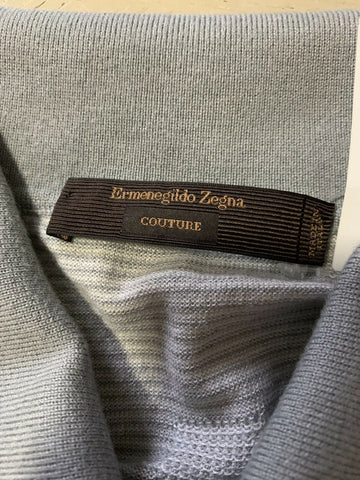 Ermenegildo Zegna
COUTURE
MADE IN
ITALY